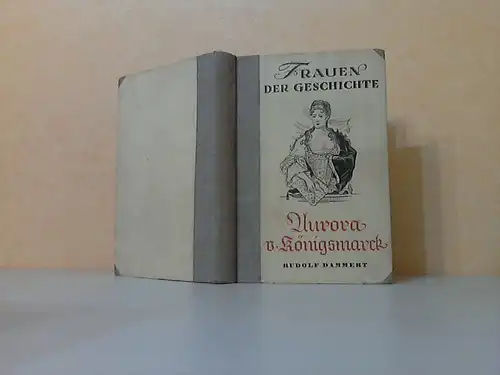 FRAUEN
DER GESCHICHTE
Aurora
v. Königsmarck
RUDOLF DAMMERT